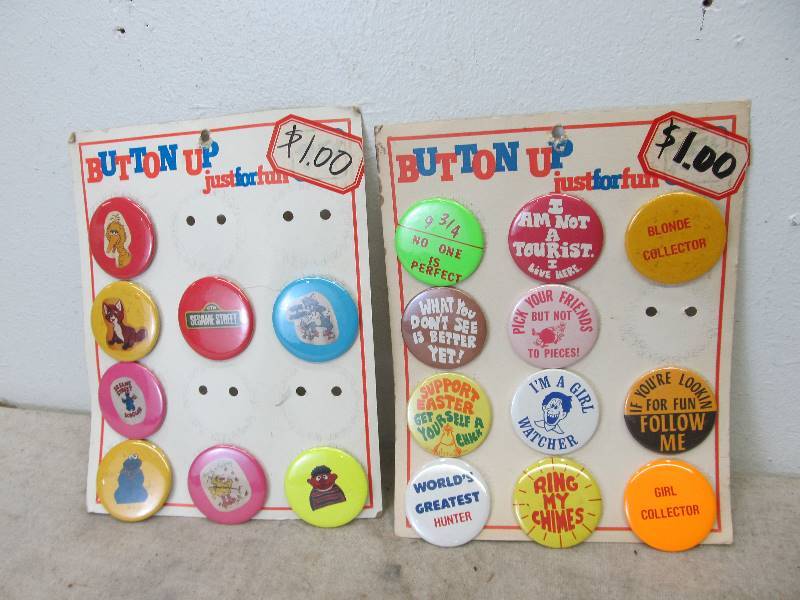 BUTTON UP
just for fun
$1.00
SESAME STREET
SESAME
STREET
BUTTON UP
just for fun
$1.00
9 3/4
NO ONE
IS
PERFECT
I
AM NOT
A
TOURIST.
I
LIVE HERE.
BLONDE
COLLECTOR
WHAT YOU
DON'T SEE
IS BETTER
YET!
PICK YOUR FRIENDS
BUT NOT
TO PIECES!
SUPPORT
EASTER
GET YOURSELF A
CHICK
I'M A GIRL
WATCHER
IF YOU'RE LOOKIN
FOR FUN
FOLLOW
ME
WORLD'S
GREATEST
HUNTER
RING
MY
CHIMES
GIRL
COLLECTOR